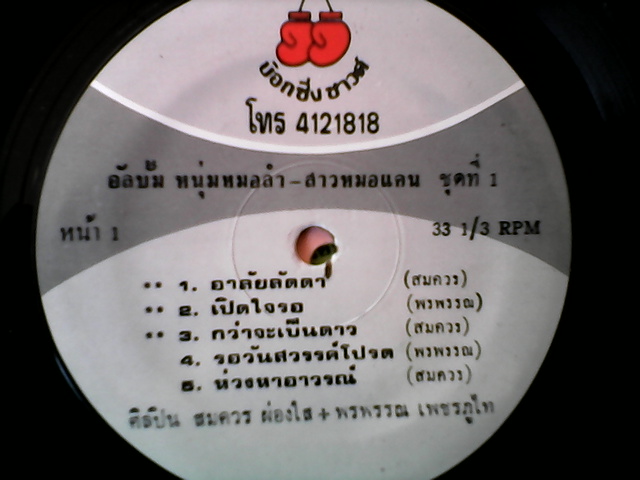 บ๊อกซิ่งซาวด์
โทร 4121818
อัลบั้ม หนุ่มหมอลำ - สาวหมอแคน ชุดที่ 1
หน้า 1 33 1/3 RPM
•• 1. อาลัยลัดดา (สมควร)
•• 2. เปิดใจรอ (พรพรรณ)
•• 3. กว่าจะเป็นดาว (สมควร)
4. รอวันสวรรค์โปรด (พรพรรณ)
5. ห่วงหาอาวรณ์ (สมควร)
ศิลปิน สมควร ผ่องใส + พรพรรณ เพชรภูไท